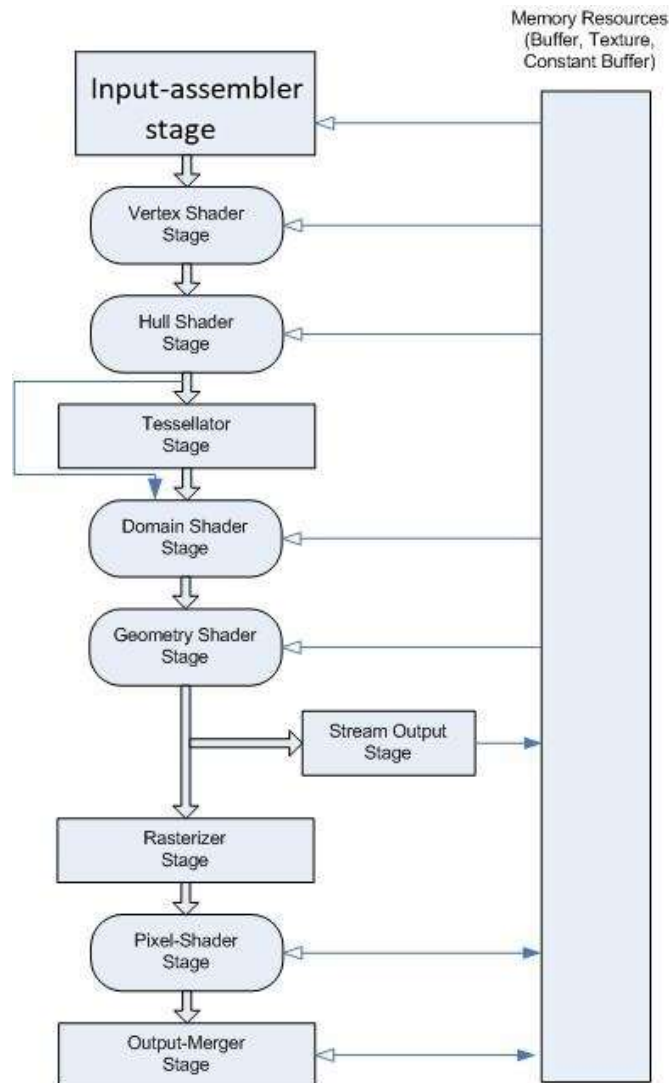 Memory Resources
(Buffer, Texture,
Constant Buffer)
Input-assembler
stage
Vertex Shader
Stage
Hull Shader
Stage
Tessellator
Stage
Domain Shader
Stage
Geometry Shader
Stage
Stream Output
Stage
Rasterizer
Stage
Pixel-Shader
Stage
Output-Merger
Stage